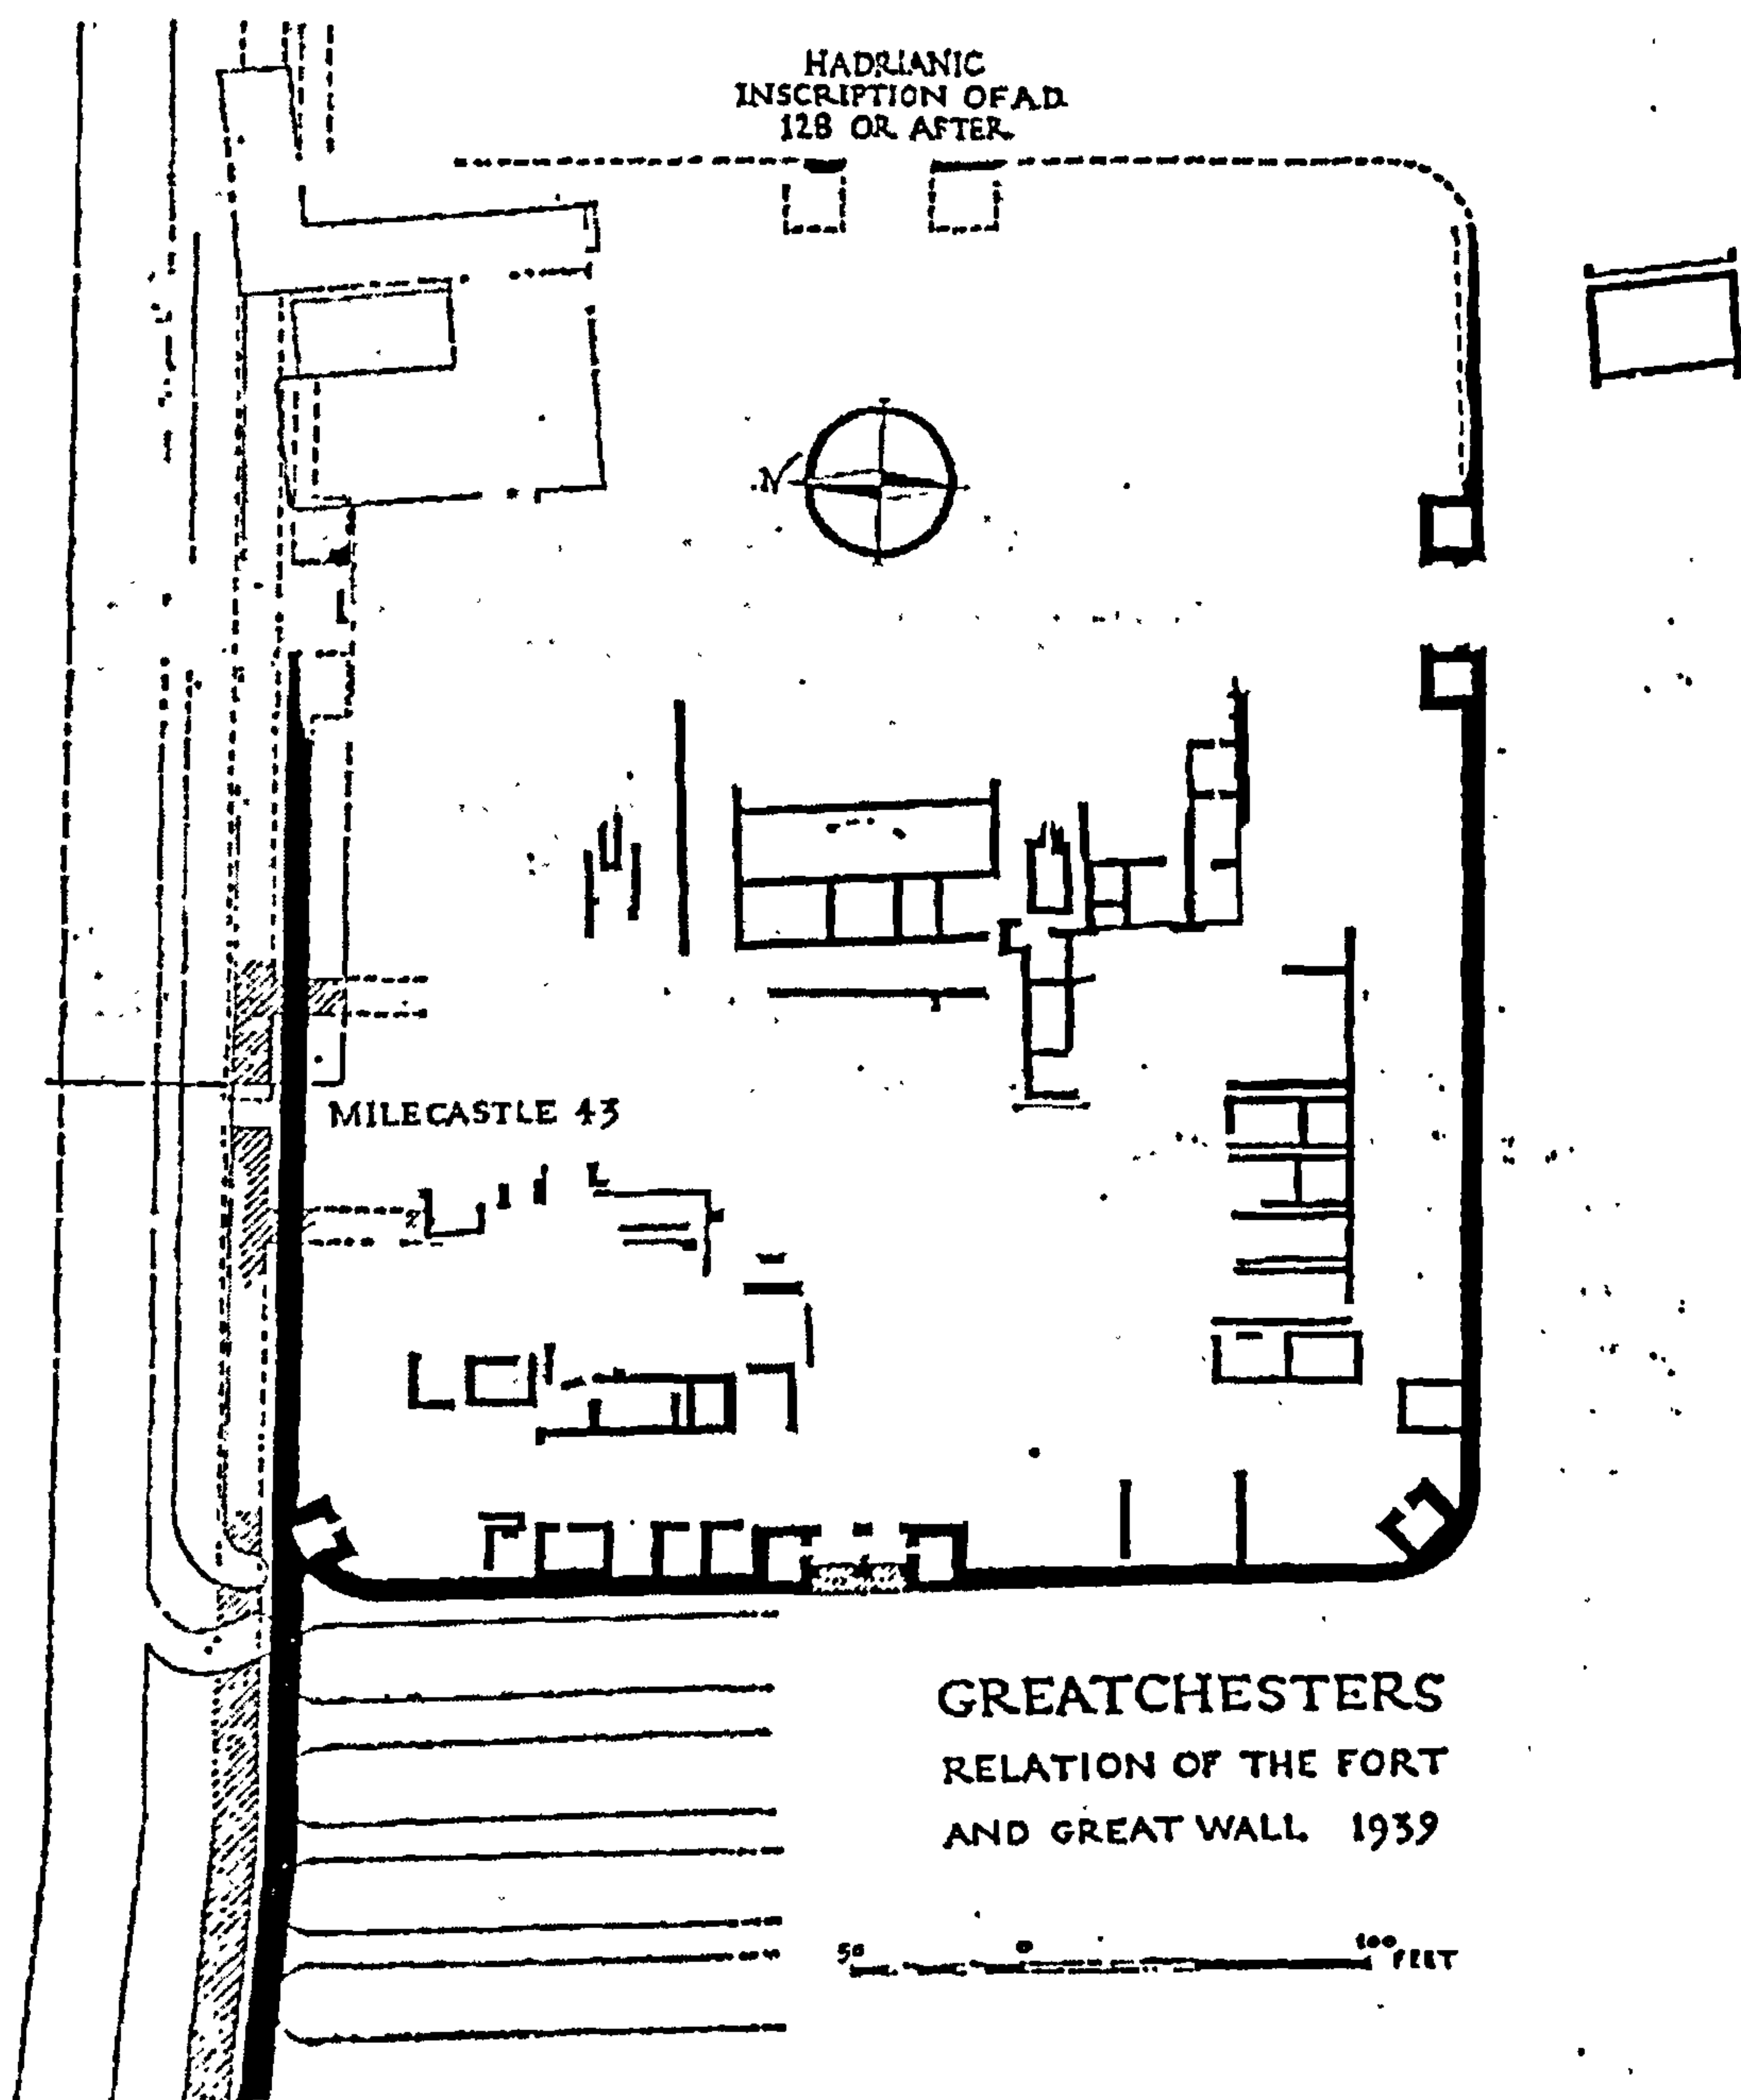 HADRIANIC
INSCRIPTION OF A.D.
128 OR AFTER
N
MILECASTLE 43
GREATCHESTERS
RELATION OF THE FORT
AND GREAT WALL 1939
50 0 100 FEET